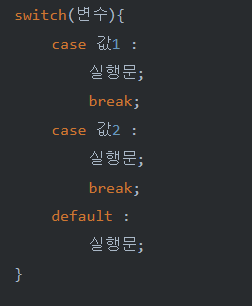 switch(변수){
    case 값1 :
        실행문;
        break;
    case 값2 :
        실행문;
        break;
    default :
        실행문;
}